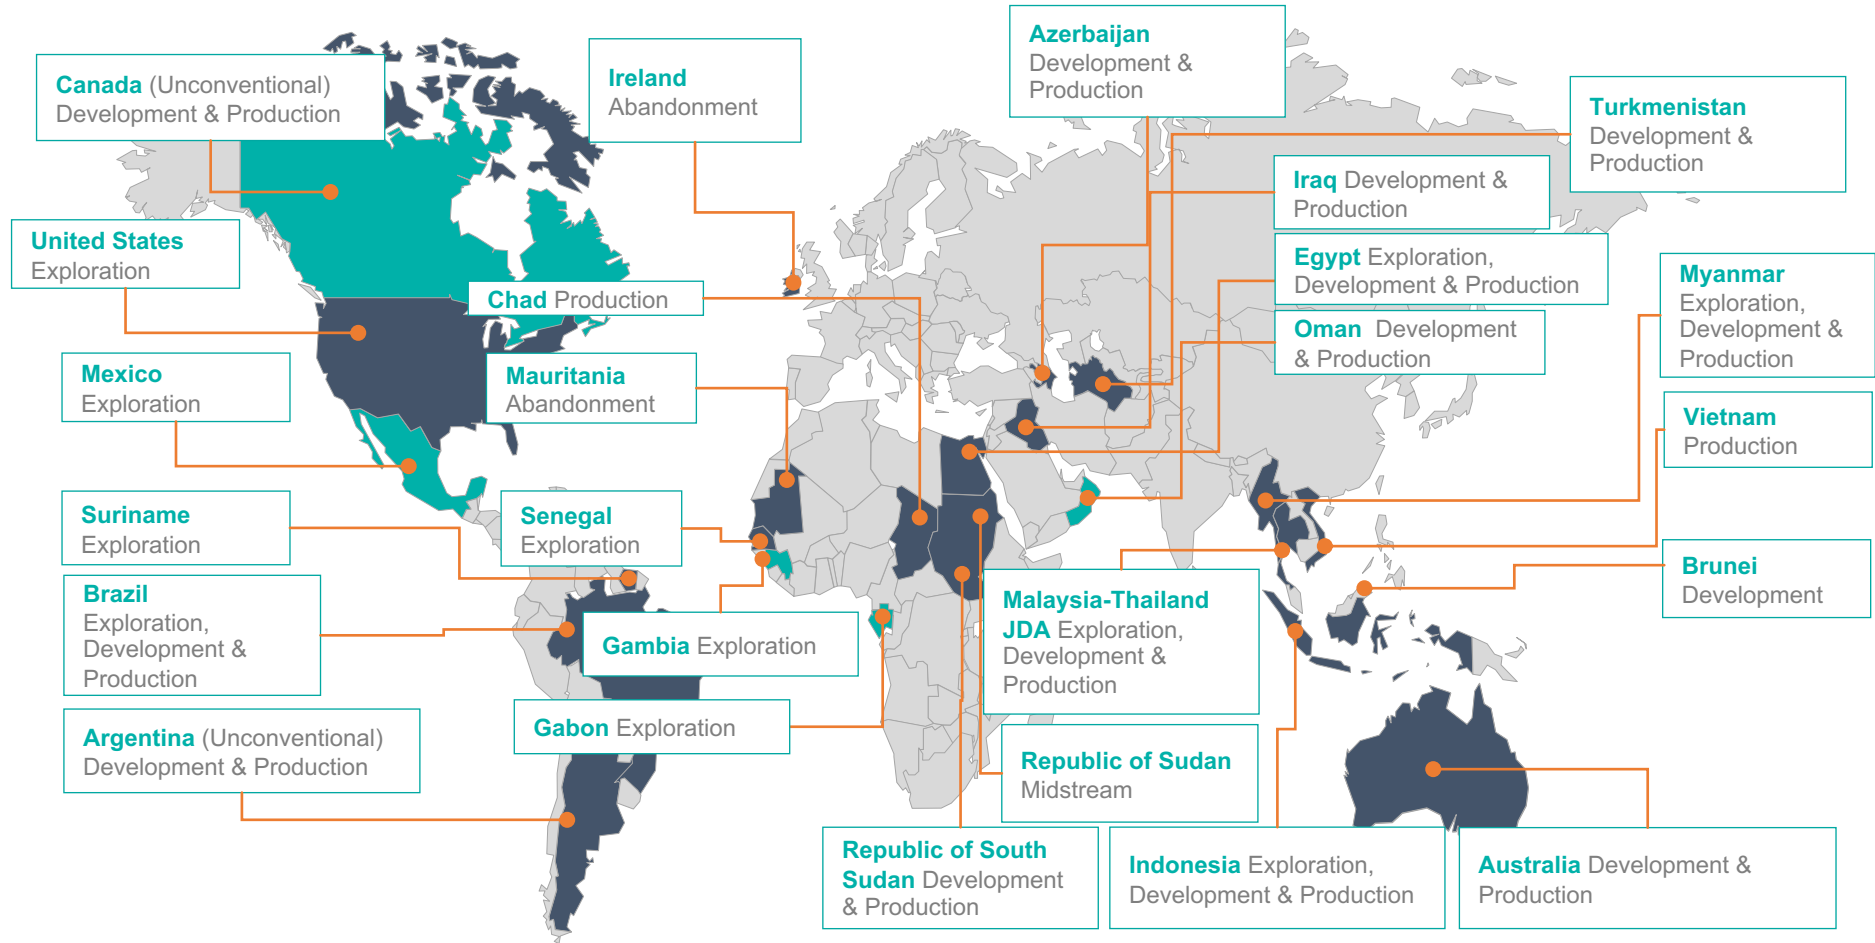 Canada (Unconventional)
Development & Production
Ireland
Abandonment
Azerbaijan
Development &
Production
Turkmenistan
Development &
Production
Iraq Development &
Production
United States
Exploration
Egypt Exploration,
Development & Production
Myanmar
Exploration,
Development &
Production
Chad Production
Oman Development
& Production
Mexico
Exploration
Mauritania
Abandonment
Vietnam
Production
Suriname
Exploration
Senegal
Exploration
Brunei
Development
Brazil
Exploration,
Development &
Production
Gambia Exploration
Malaysia-Thailand
JDA Exploration,
Development &
Production
Argentina (Unconventional)
Development & Production
Gabon Exploration
Republic of Sudan
Midstream
Republic of South
Sudan Development
& Production
Indonesia Exploration,
Development & Production
Australia Development &
Production